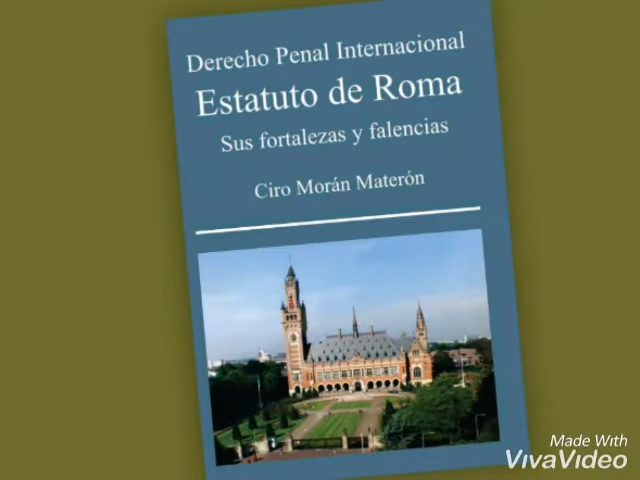 Derecho Penal Internacional
Estatuto de Roma
Sus fortalezas y falencias
Ciro Morán Materón
Made With
VivaVideo